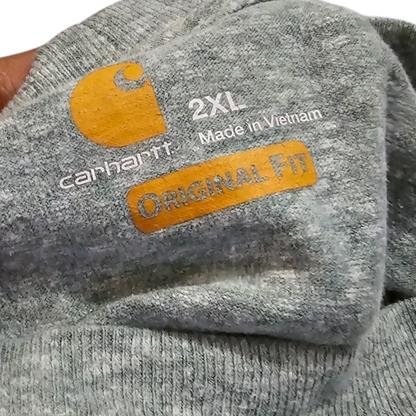 2XL
Made in Vietnam
carhartt
ORIGINAL FIT